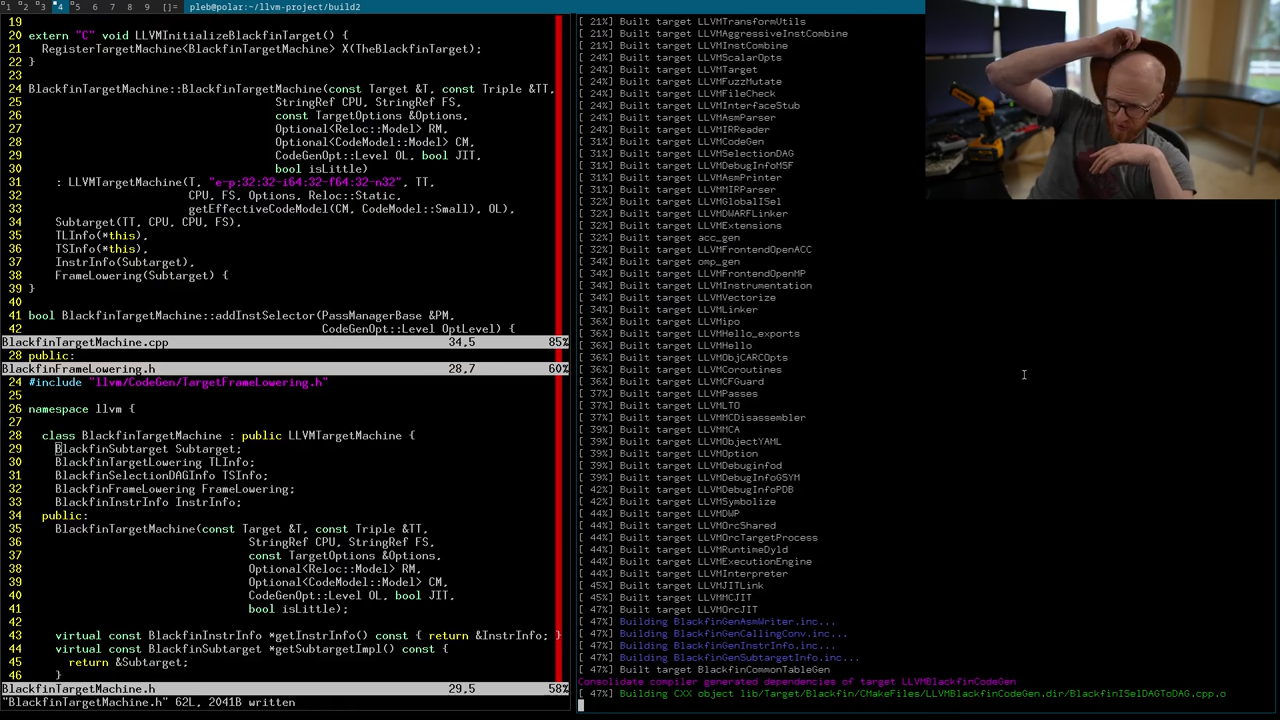 1 2 3 4 5 6 7 8 9 []= pleb@polar:~/llvm-project/build2
19
20 extern "C" void LLVMInitializeBlackfinTarget() {
21 RegisterTargetMachine<BlackfinTargetMachine> X(TheBlackfinTarget);
22 }
23
24 BlackfinTargetMachine::BlackfinTargetMachine(const Target &T, const Triple &TT,
25 StringRef CPU, StringRef FS,
26 const TargetOptions &Options,
27 Optional<Reloc::Model> RM,
28 Optional<CodeModel::Model> CM,
29 CodeGenOpt::Level OL, bool JIT,
30 bool isLittle)
31 : LLVMTargetMachine(T, "e-p:32:32-i64:32-f64:32-n32", TT,
32 CPU, FS, Options, Reloc::Static,
33 getEffectiveCodeModel(CM, CodeModel::Small), OL),
34 Subtarget(TT, CPU, CPU, FS),
35 TLInfo(*this),
36 TSInfo(*this),
37 InstrInfo(Subtarget),
38 FrameLowering(Subtarget) {
39 }
40
41 bool BlackfinTargetMachine::addInstSelector(PassManagerBase &PM,
42 CodeGenOpt::Level OptLevel) {
BlackfinTargetMachine.cpp 34,5 85%
28 public:
BlackfinFrameLowering.h 28,7 60%
24 #include "llvm/CodeGen/TargetFrameLowering.h"
25
26 namespace llvm {
27
28 class BlackfinTargetMachine : public LLVMTargetMachine {
29 BlackfinSubtarget Subtarget;
30 BlackfinTargetLowering TLInfo;
31 BlackfinSelectionDAGInfo TSInfo;
32 BlackfinFrameLowering FrameLowering;
33 BlackfinInstrInfo InstrInfo;
34 public:
35 BlackfinTargetMachine(const Target &T, const Triple &TT,
36 StringRef CPU, StringRef FS,
37 const TargetOptions &Options,
38 Optional<Reloc::Model> RM,
39 Optional<CodeModel::Model> CM,
40 CodeGenOpt::Level OL, bool JIT,
41 bool isLittle);
42
43 virtual const BlackfinInstrInfo *getInstrInfo() const { return &InstrInfo; }
44 virtual const BlackfinSubtarget *getSubtargetImpl() const {
45 return &Subtarget;
46 }
BlackfinTargetMachine.h 29,5 58%
"BlackfinTargetMachine.h" 62L, 2041B written
[ 21%] Built target LLVMTransformUtils
[ 21%] Built target LLVMAggressiveInstCombine
[ 21%] Built target LLVMInstCombine
[ 24%] Built target LLVMScalarOpts
[ 24%] Built target LLVMTarget
[ 24%] Built target LLVMFuzzMutate
[ 24%] Built target LLVMFileCheck
[ 24%] Built target LLVMInterfaceStub
[ 24%] Built target LLVMAsmParser
[ 24%] Built target LLVMIRReader
[ 31%] Built target LLVMCodeGen
[ 31%] Built target LLVMSelectionDAG
[ 31%] Built target LLVMDebugInfoMSF
[ 31%] Built target LLVMAsmPrinter
[ 31%] Built target LLVMMIRParser
[ 32%] Built target LLVMGlobalISel
[ 32%] Built target LLVMDWARFLinker
[ 32%] Built target LLVMExtensions
[ 32%] Built target acc_gen
[ 32%] Built target LLVMFrontendOpenACC
[ 34%] Built target omp_gen
[ 34%] Built target LLVMFrontendOpenMP
[ 34%] Built target LLVMInstrumentation
[ 34%] Built target LLVMVectorize
[ 34%] Built target LLVMLinker
[ 36%] Built target LLVMipo
[ 36%] Built target LLVMHello_exports
[ 36%] Built target LLVMHello
[ 36%] Built target LLVMObjCARCOpts
[ 36%] Built target LLVMCoroutines
[ 36%] Built target LLVMCFGuard
[ 37%] Built target LLVMPasses
[ 37%] Built target LLVMLTO
[ 37%] Built target LLVMMCDisassembler
[ 39%] Built target LLVMMCA
[ 39%] Built target LLVMObjectYAML
[ 39%] Built target LLVMOption
[ 39%] Built target LLVMDebuginfod
[ 39%] Built target LLVMDebugInfoGSYM
[ 42%] Built target LLVMDebugInfoPDB
[ 42%] Built target LLVMSymbolize
[ 44%] Built target LLVMDWP
[ 44%] Built target LLVMOrcShared
[ 44%] Built target LLVMOrcTargetProcess
[ 44%] Built target LLVMRuntimeDyld
[ 44%] Built target LLVMExecutionEngine
[ 44%] Built target LLVMInterpreter
[ 45%] Built target LLVMJITLink
[ 45%] Built target LLVMMCJIT
[ 47%] Built target LLVMOrcJIT
[ 47%] Building BlackfinGenAsmWriter.inc...
[ 47%] Building BlackfinGenCallingConv.inc...
[ 47%] Building BlackfinGenInstrInfo.inc...
[ 47%] Building BlackfinGenSubtargetInfo.inc...
[ 47%] Built target BlackfinCommonTableGen
Consolidate compiler generated dependencies of target LLVMBlackfinCodeGen
[ 47%] Building CXX object lib/Target/Blackfin/CMakeFiles/LLVMBlackfinCodeGen.dir/BlackfinISelDAGToDAG.cpp.o